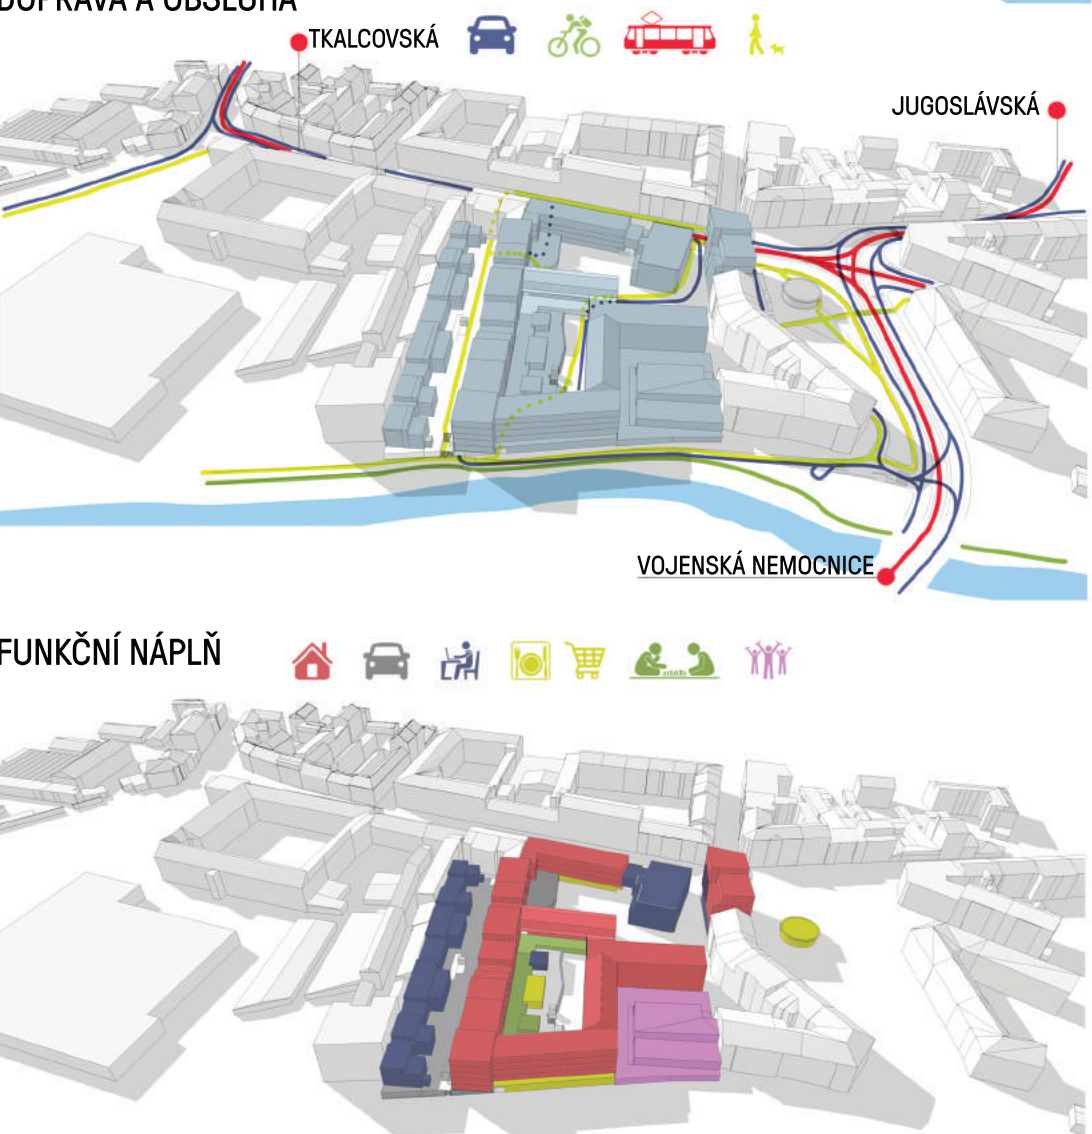 DOPRAVA A OBSLUHA
TKALCOVSKÁ
JUGOSLÁVSKÁ
VOJENSKÁ NEMOCNICE
FUNKČNÍ NÁPLŇ